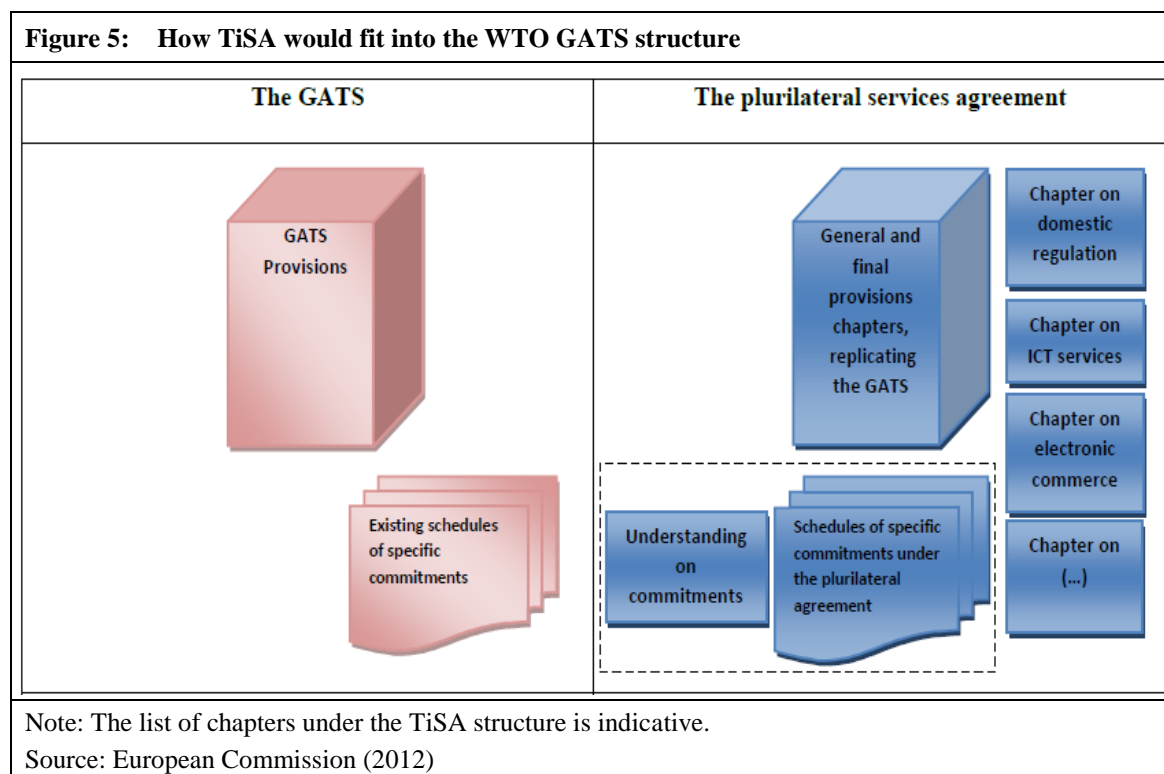 Figure 5: How TiSA would fit into the WTO GATS structure
The GATS
The plurilateral services agreement
GATS
Provisions
Existing schedules
of specific
commitments
General and
final
provisions
chapters,
replicating
the GATS
Understanding
on
commitments
Schedules of specific
commitments under
the plurilateral
agreement
Chapter on
domestic
regulation
Chapter on
ICT services
Chapter on
electronic
commerce
Chapter on
(...)
Note: The list of chapters under the TiSA structure is indicative.
Source: European Commission (2012)